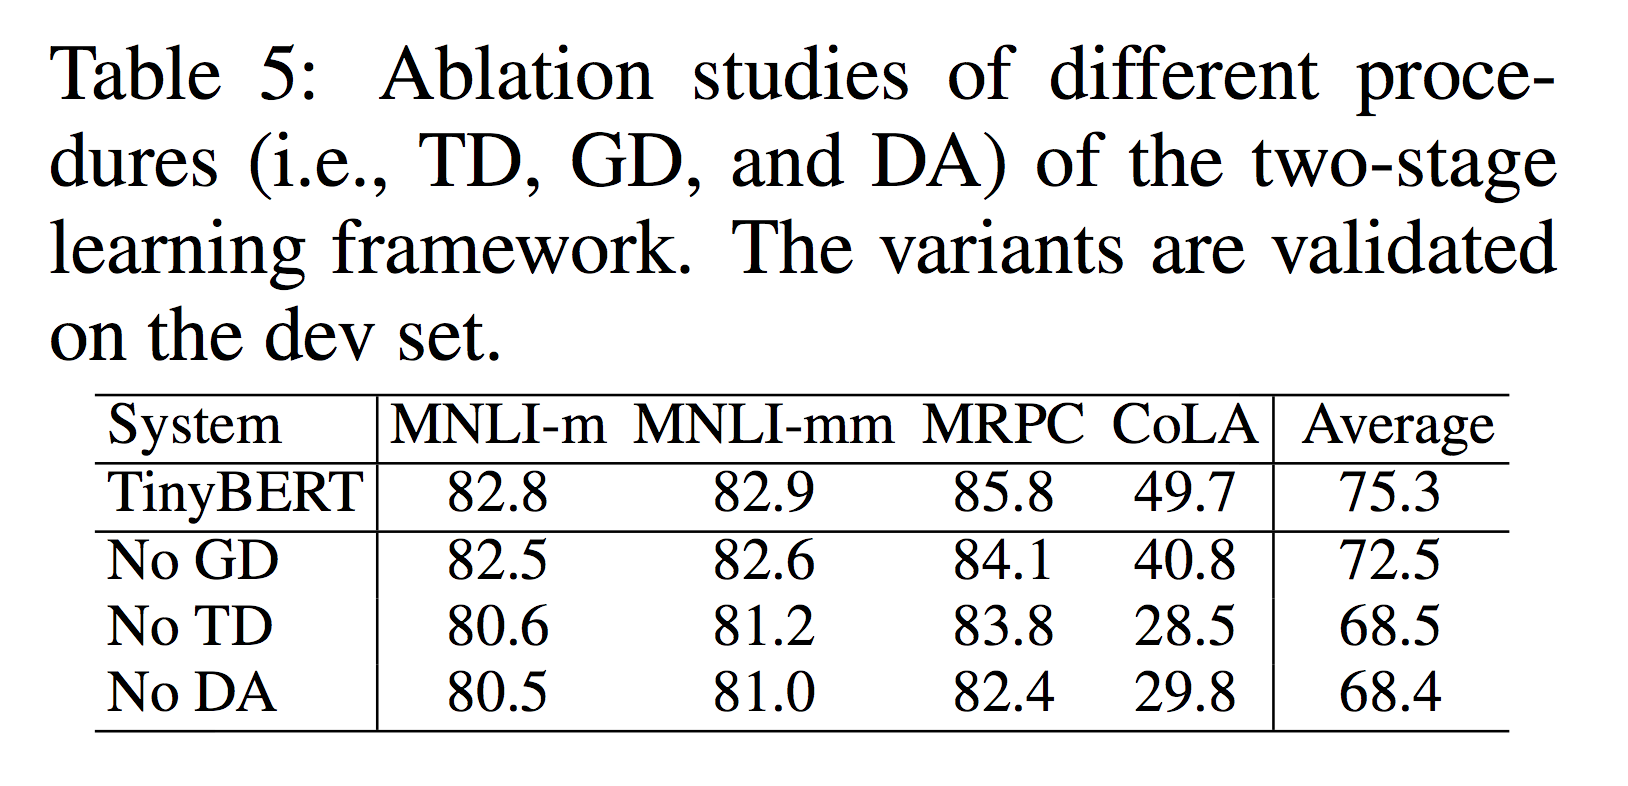 Table 5: Ablation studies of different proce-
dures (i.e., TD, GD, and DA) of the two-stage
learning framework. The variants are validated
on the dev set.
System MNLI-m MNLI-mm MRPC CoLA Average
TinyBERT 82.8 82.9 85.8 49.7 75.3
No GD 82.5 82.6 84.1 40.8 72.5
No TD 80.6 81.2 83.8 28.5 68.5
No DA 80.5 81.0 82.4 29.8 68.4